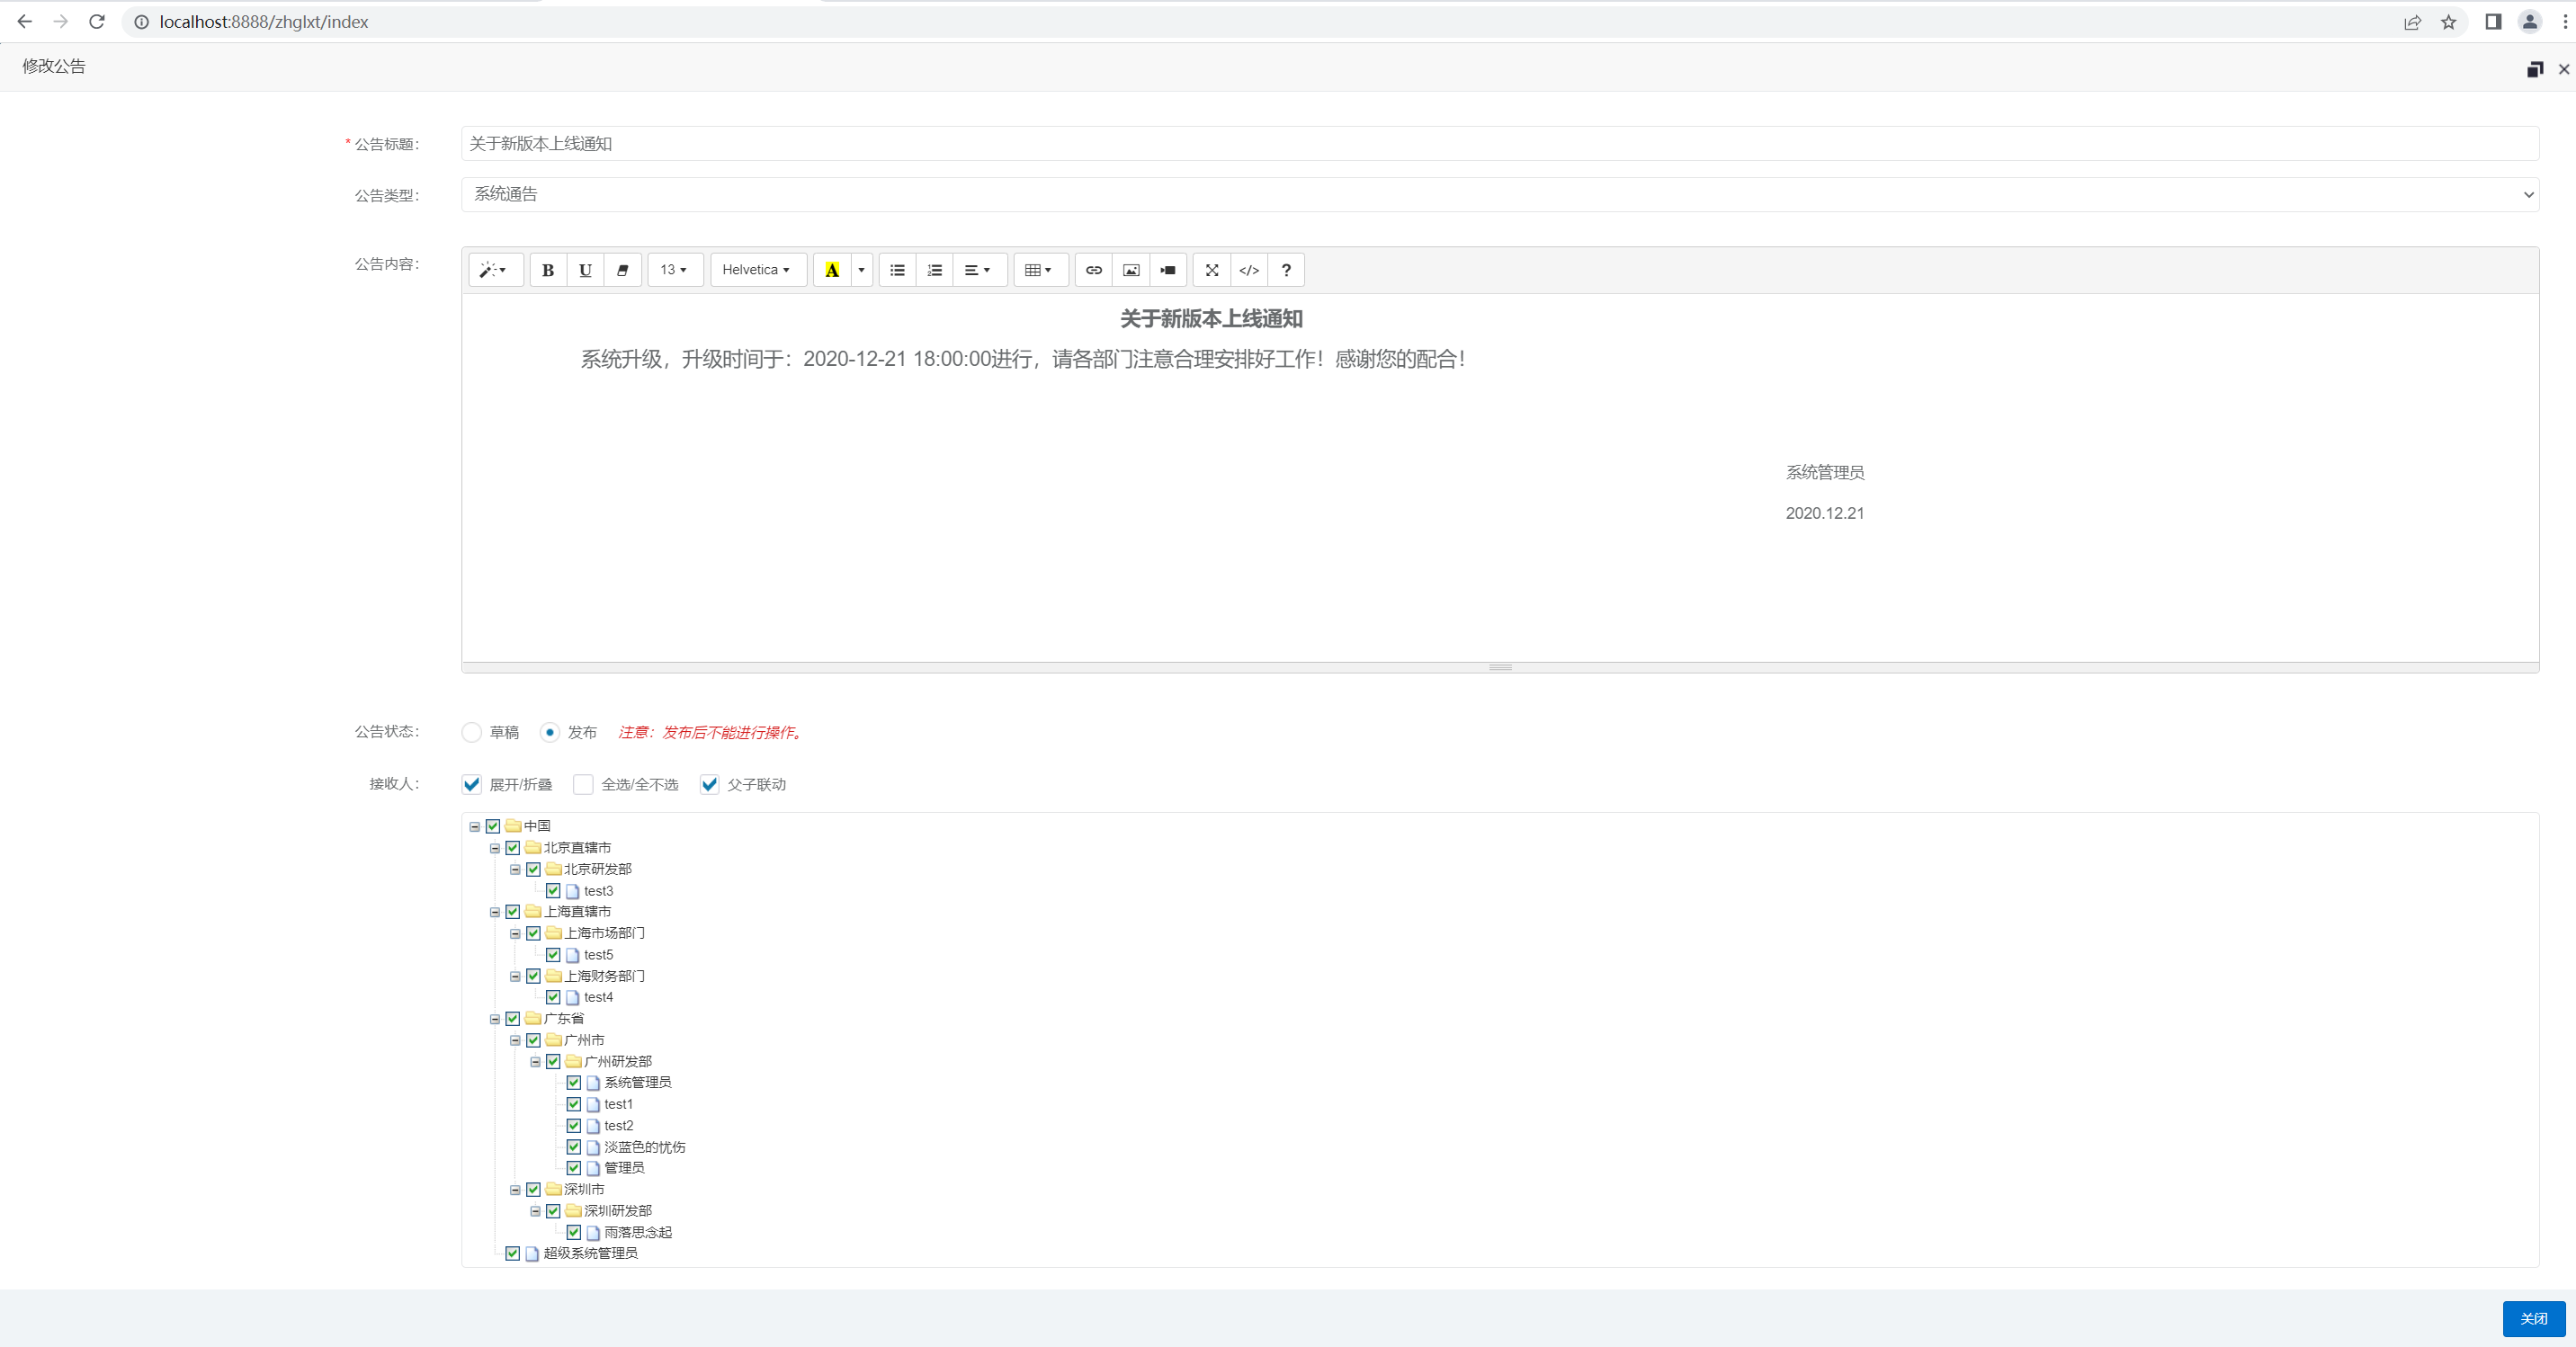 localhost:8888/zhglxt/index
修改公告
* 公告标题： 关于新版本上线通知
公告类型： 系统通告
公告内容： B U 13 Helvetica A </> ?
关于新版本上线通知
系统升级，升级时间于：2020-12-21 18:00:00进行，请各部门注意合理安排好工作！感谢您的配合！
系统管理员
2020.12.21
公告状态： 草稿 发布 注意：发布后不能进行操作。
接收人： 展开/折叠 全选/全不选 父子联动
中国
北京直辖市
北京研发部
test3
上海直辖市
上海市场部门
test5
上海财务部门
test4
广东省
广州市
广州研发部
系统管理员
test1
test2
淡蓝色的忧伤
管理员
深圳市
深圳研发部
雨落思念起
超级系统管理员
关闭